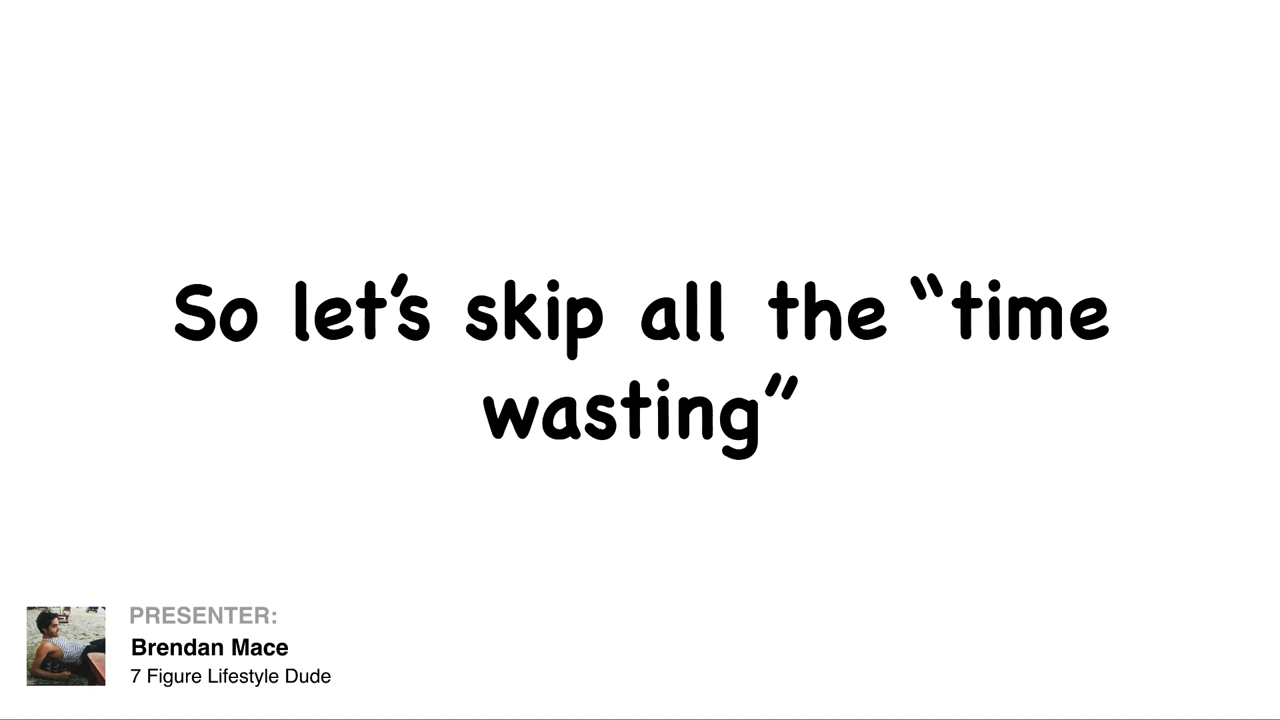 So let’s skip all the “time
wasting”
PRESENTER:
Brendan Mace
7 Figure Lifestyle Dude